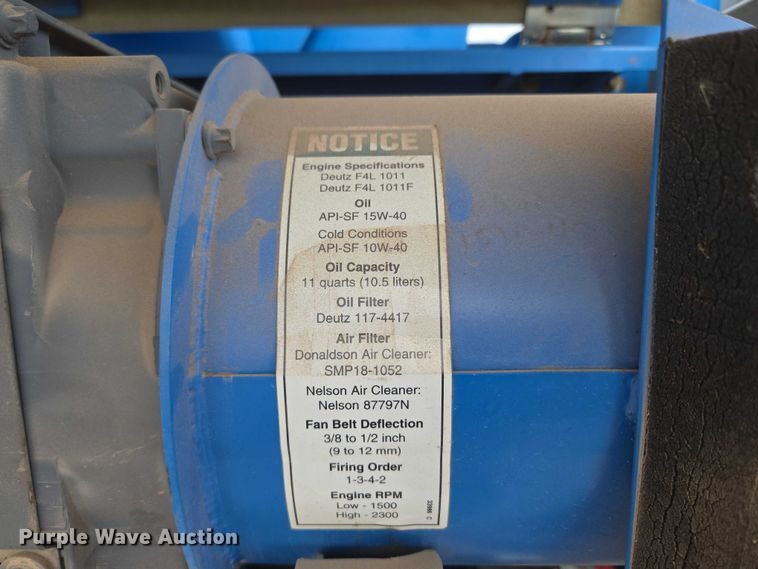 NOTICE
Engine Specifications
Deutz F4L 1011
Deutz F4L 1011F
Oil
API-SF 15W-40
Cold Conditions
API-SF 10W-40
Oil Capacity
11 quarts (10.5 liters)
Oil Filter
Deutz 117-4417
Air Filter
Donaldson Air Cleaner:
SMP18-1052
Nelson Air Cleaner:
Nelson 87797N
Fan Belt Deflection
3/8 to 1/2 inch
(9 to 12 mm)
Firing Order
1-3-4-2
Engine RPM
Low - 1500
High - 2300
Purple Wave Auction